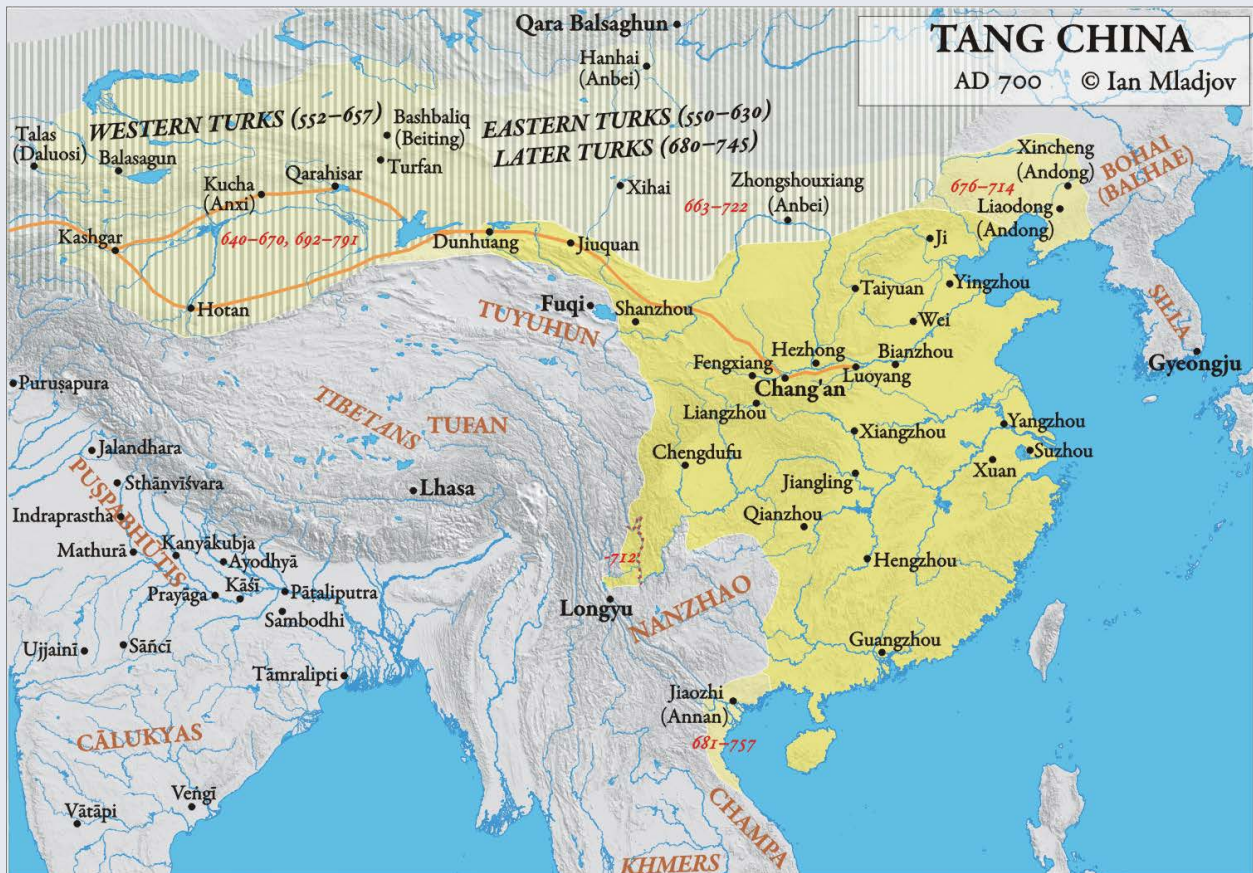 TANG CHINA
AD 700 © Ian Mladjov
Qara Balsaghun
Hanhai
(Anbei)
WESTERN TURKS (552–657)
EASTERN TURKS (550–630)
LATER TURKS (680–745)
Bashbaliq
(Beiting)
Talas
(Daluosi)
Balasagun
Turfan
Qarahisar
Kucha
(Anxi)
Xihai
Zhongshouxiang
(Anbei)
663–722
676–714
Xincheng
(Andong)
BOHAI
(BALHAE)
Liaodong
(Andong)
640–670, 692–791
Kashgar
Dunhuang
Jiuquan
Ji
Hotan
Fuqi
TUYUHUN
Shanzhou
Taiyuan
Yingzhou
Wei
SILLA
Gyeongju
Hezhong
Bianzhou
Fengxiang
Luoyang
Chang'an
Liangzhou
Puruṣapura
TIBETANS
TUFAN
Xiangzhou
Yangzhou
Suzhou
Xuan
Jalandhara
Chengdufu
Jiangling
Sthāṇvīśvara
PUṢPABHŪTIS
Lhasa
Qianzhou
Indraprastha
Mathurā
Kanyākubja
Ayodhyā
-712
Hengzhou
Prayāga
Kāśī
Pāṭaliputra
Sambodhi
Longyu
NANZHAO
Ujjainī
Sāñcī
Tāmralipti
Guangzhou
Jiaozhi
(Annan)
681–757
CĀLUKYAS
Veṅgī
Vātāpi
CHAMPA
KHMERS